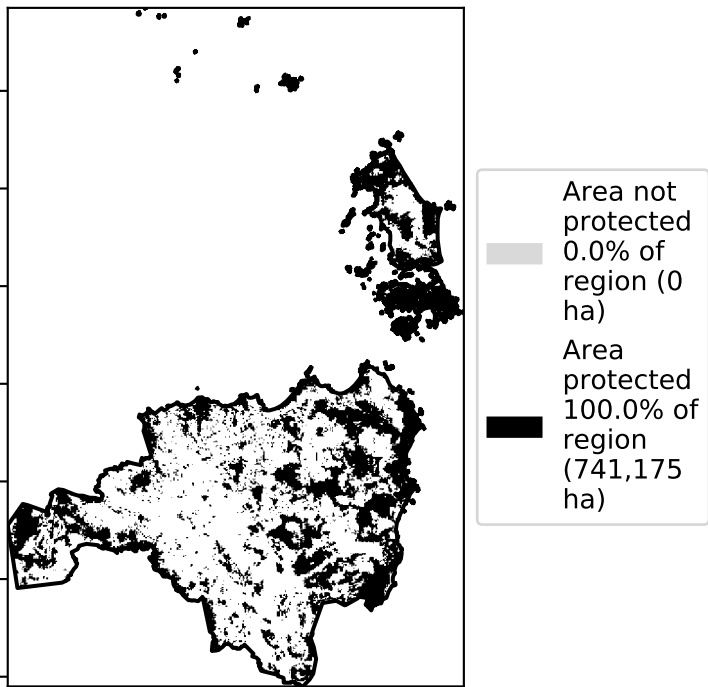 Area not
protected
0.0% of
region (0
ha)
Area
protected
100.0% of
region
(741,175
ha)